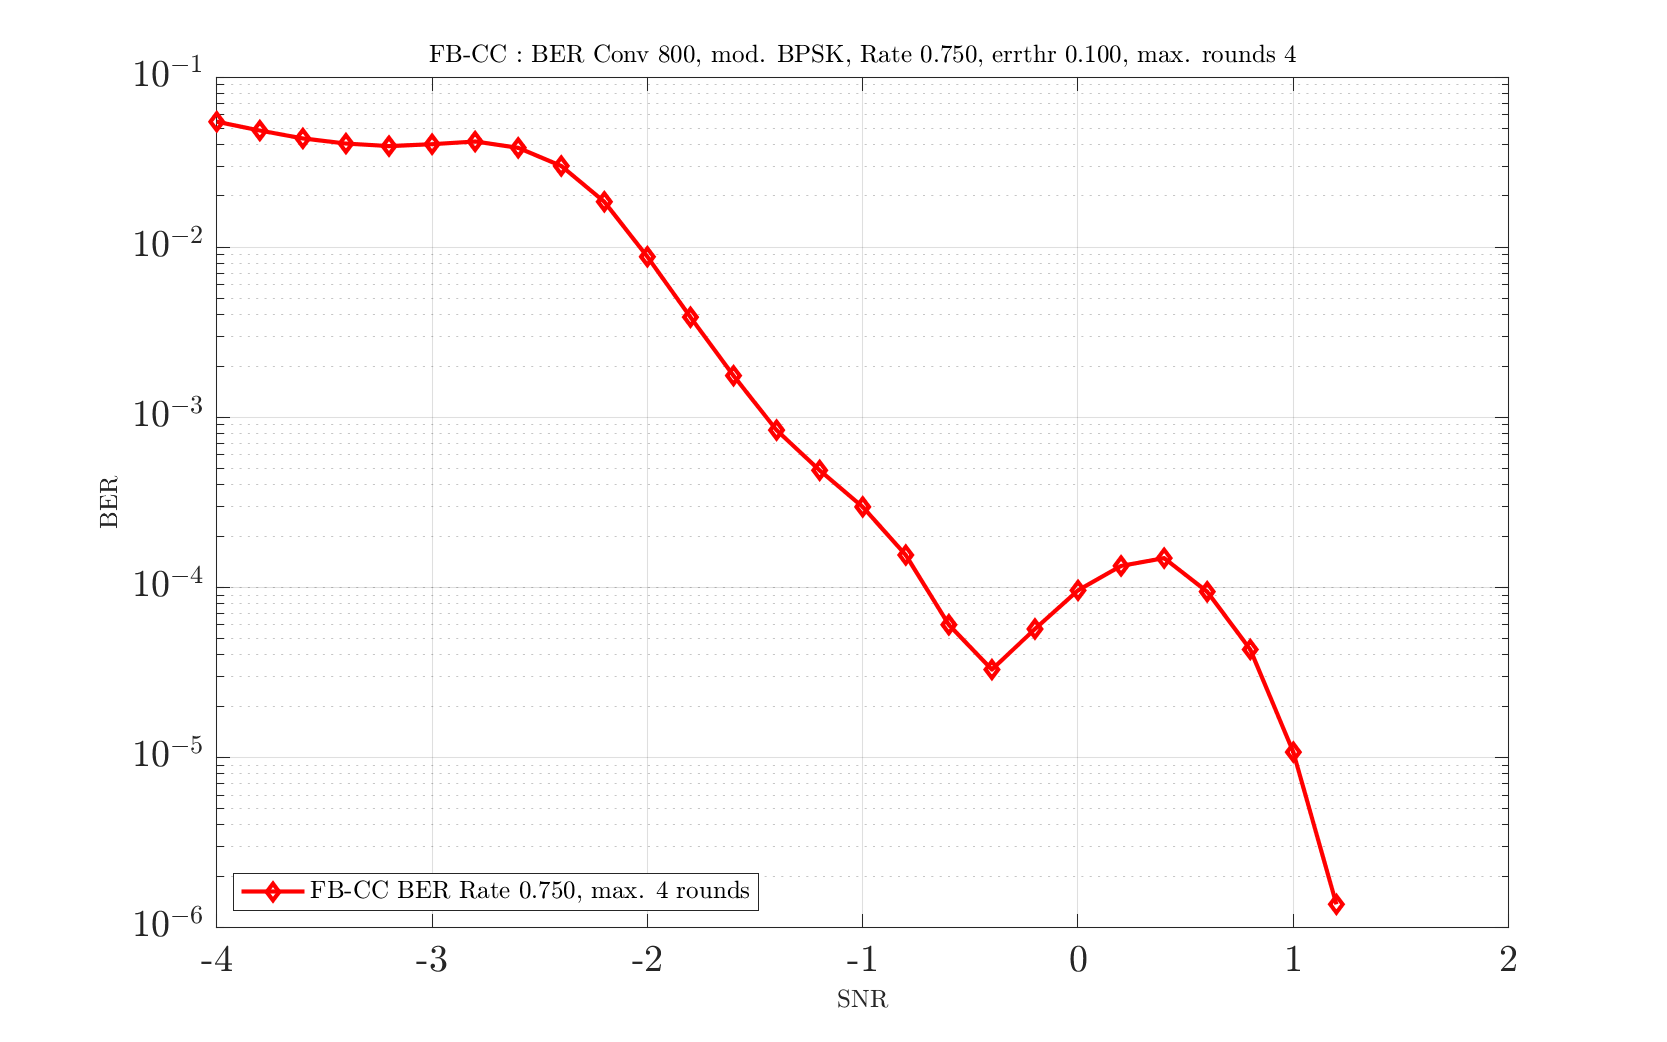 FB-CC : BER Conv 800, mod. BPSK, Rate 0.750, errthr 0.100, max. rounds 4
10⁻¹
10⁻²
10⁻³
10⁻⁴
10⁻⁵
10⁻⁶
BER
FB-CC BER Rate 0.750, max. 4 rounds
-4 -3 -2 -1 0 1 2
SNR